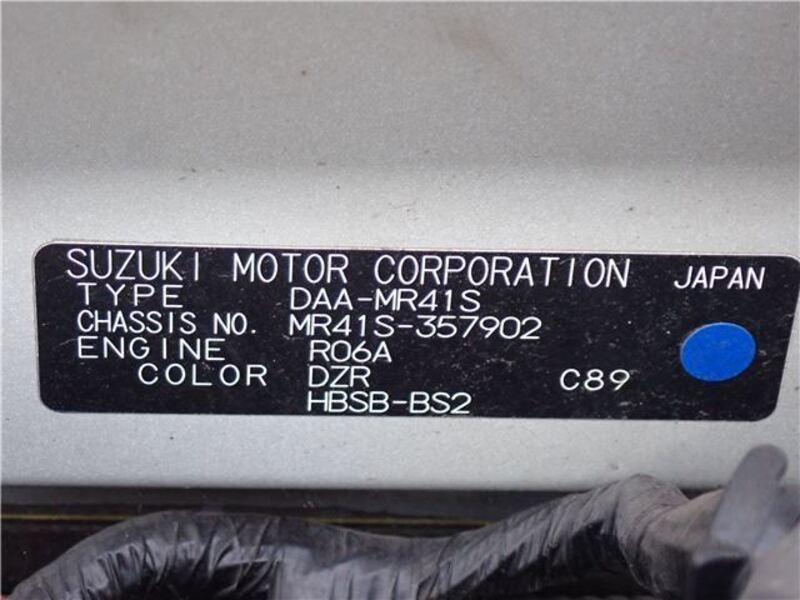 SUZUKI MOTOR CORPORATION JAPAN
TYPE DAA-MR41S
CHASSIS NO. MR41S-357902
ENGINE R06A
COLOR DZR C89
HBSB-BS2